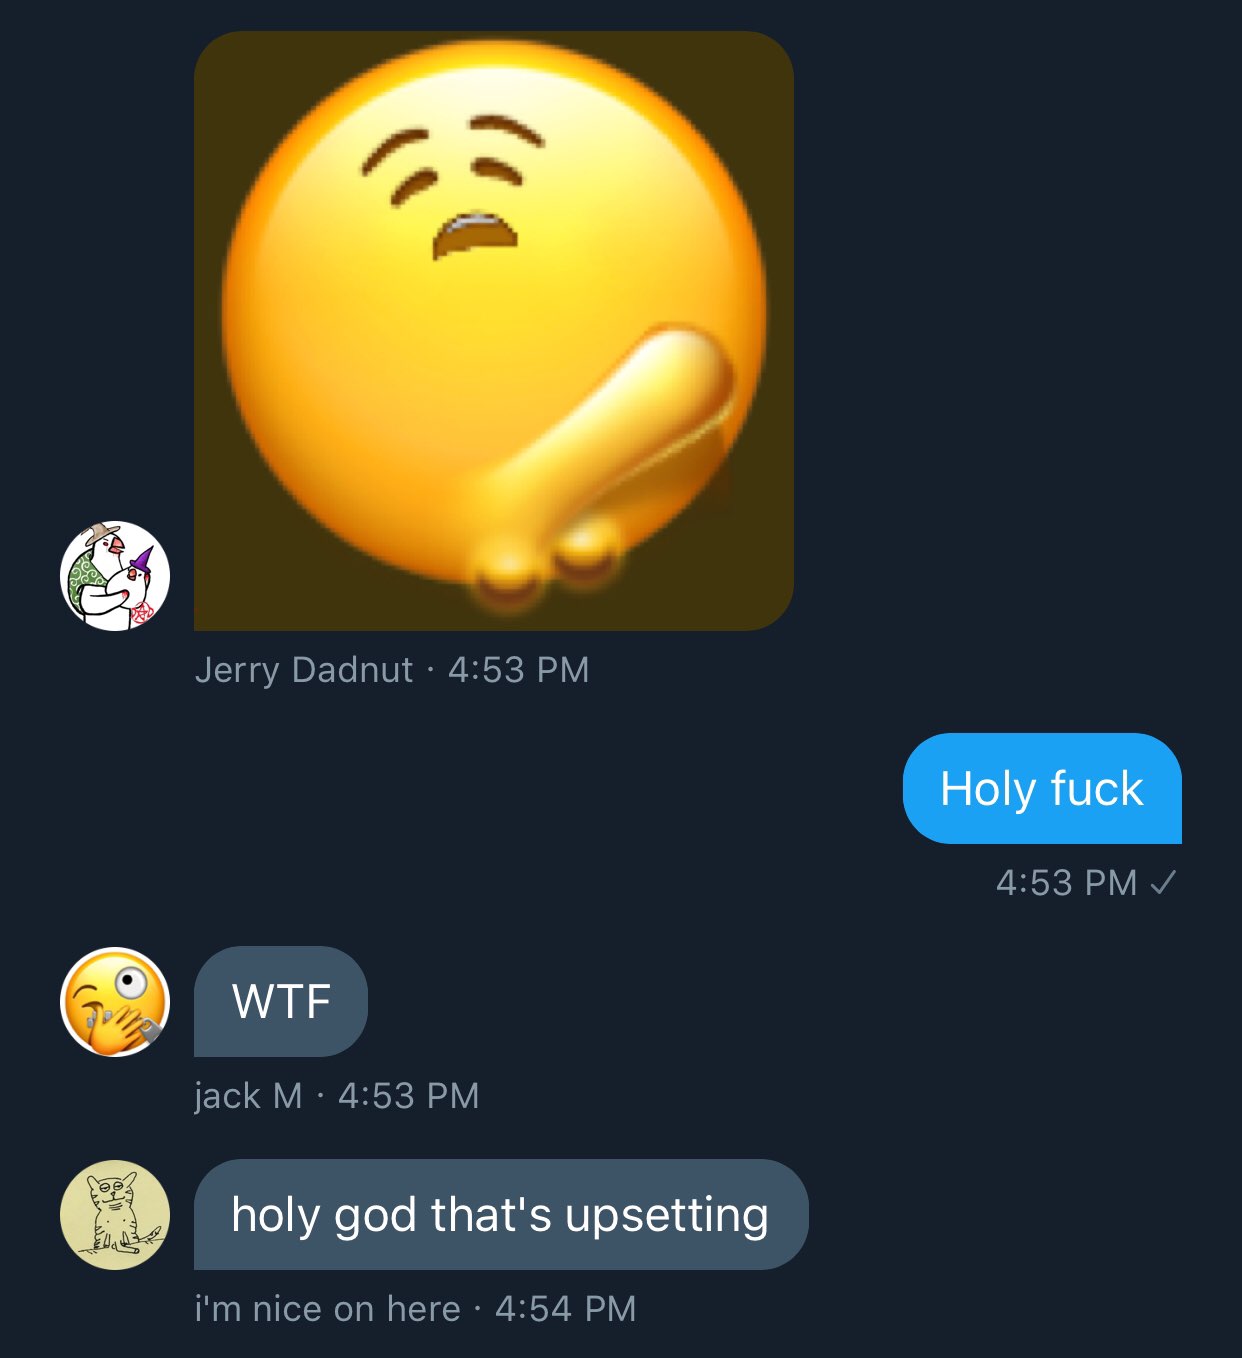 Jerry Dadnut · 4:53 PM
Holy fuck
4:53 PM ✓
WTF
jack M · 4:53 PM
holy god that's upsetting
i'm nice on here · 4:54 PM